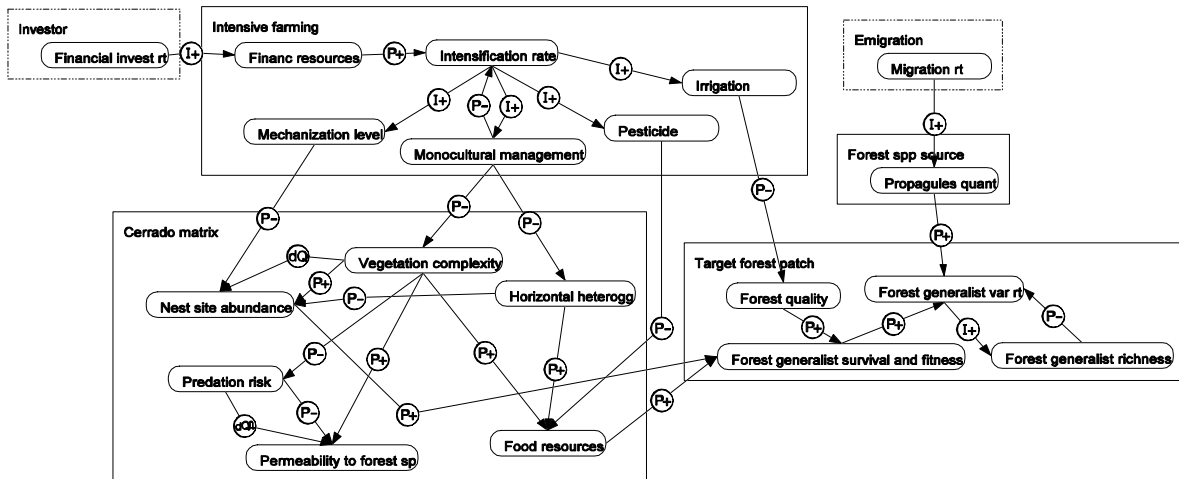 Investor
Financial invest rt
I+
Intensive farming
Financ resources
P+
Intensification rate
I+
Irrigation
Emigration
Migration rt
I+
I+
P-
I+
I+
Mechanization level
Monocultural management
Pesticide
Forest spp source
Propagules quant
P-
P-
P-
P-
P+
Cerrado matrix
Vegetation complexity
dQ
P+
Nest site abundance
P-
Horizontal heterogg
Target forest patch
Forest quality
Forest generalist var rt
P+
P+
I+
P-
P-
Forest generalist survival and fitness
Forest generalist richness
P-
P+
P+
P+
Predation risk
P-
P+
P+
Permeability to forest sp
Food resources